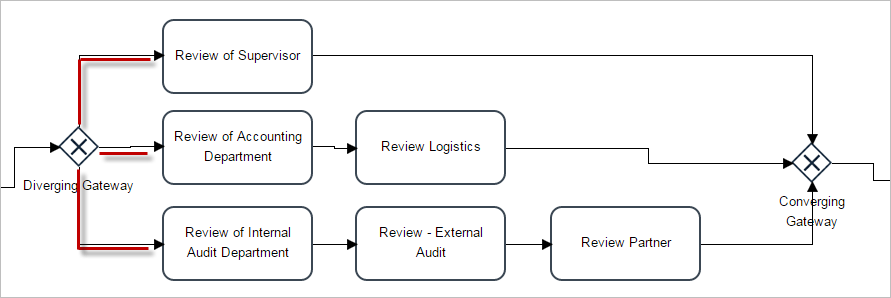 Review of Supervisor
Review of Accounting
Department
Review Logistics
Diverging Gateway
Converging
Gateway
Review of Internal
Audit Department
Review - External
Audit
Review Partner